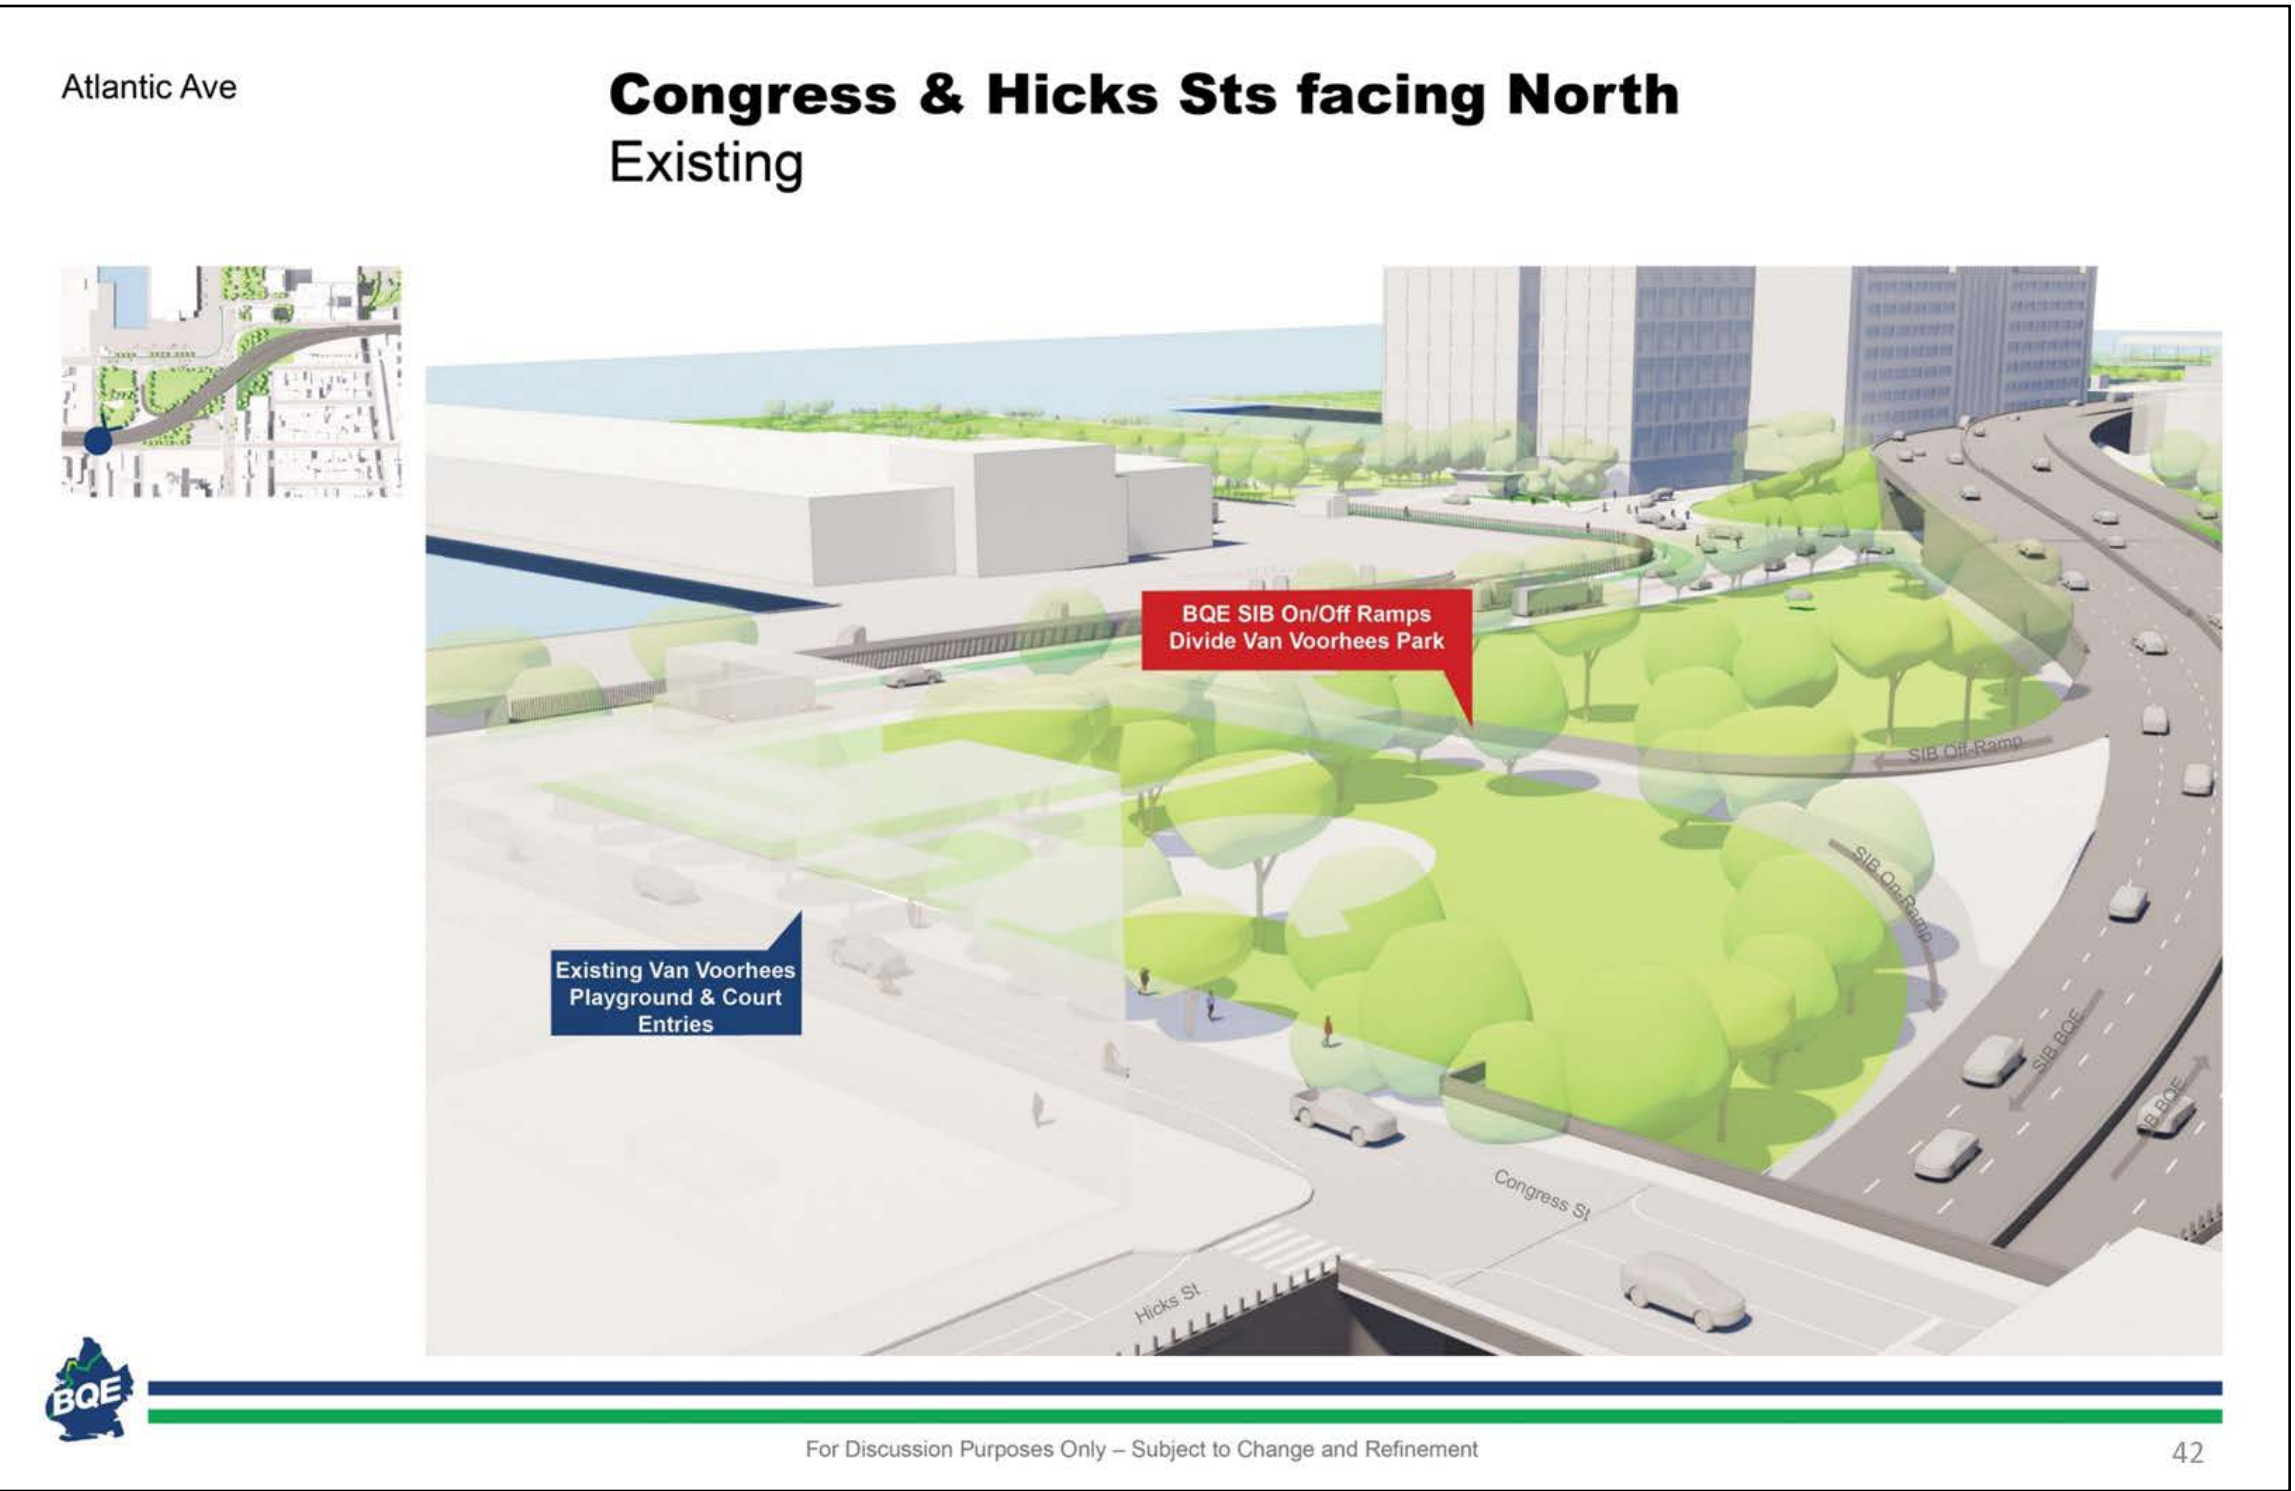 Atlantic Ave
Congress & Hicks Sts facing North
Existing
BQE SIB On/Off Ramps
Divide Van Voorhees Park
SIB Off-Ramp
SIB On-Ramp
Existing Van Voorhees
Playground & Court
Entries
SIB BQE
B BQE
Congress St
Hicks St
BQE
For Discussion Purposes Only – Subject to Change and Refinement
42